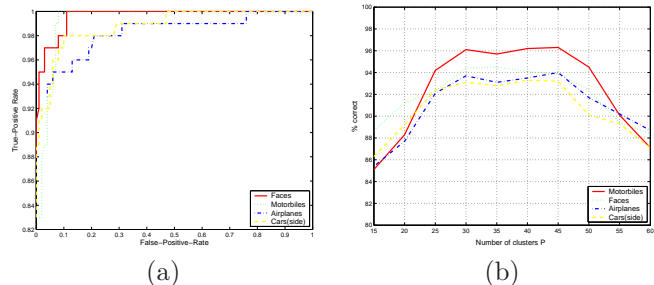 1
0.98
0.96
0.94
0.92
0.9
0.88
0.86
0.84
0.82
0 0.1 0.2 0.3 0.4 0.5 0.6 0.7 0.8 0.9 1
True-Positive Rate
False-Positive-Rate
Faces
Motorbiles
Airplanes
Cars(side)
(a)
100
98
96
94
92
90
88
86
84
82
80
15 20 25 30 35 40 45 50 55 60
% correct
Number of clusters P
Motorbiles
Faces
Airplanes
Cars(side)
(b)